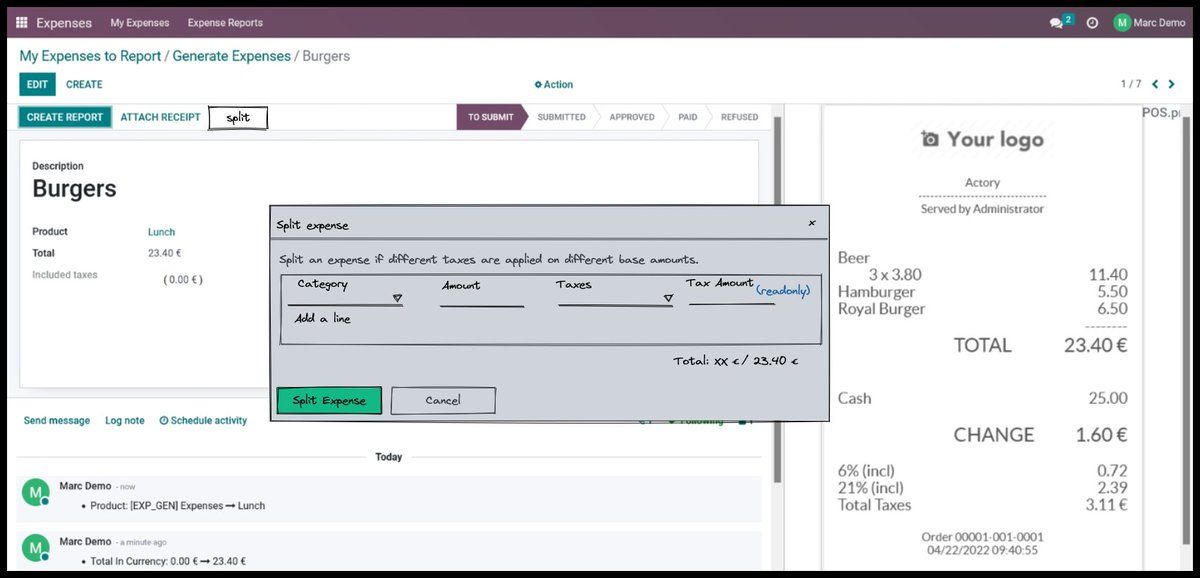 Expenses My Expenses Expense Reports 2 M Marc Demo
My Expenses to Report / Generate Expenses / Burgers
EDIT CREATE Action 1 / 7
CREATE REPORT ATTACH RECEIPT split TO SUBMIT SUBMITTED APPROVED PAID REFUSED
Description
Burgers
Product Lunch
Total 23.40 €
Included taxes (0.00 €)
Split expense x
Split an expense if different taxes are applied on different base amounts.
Category Amount Taxes Tax Amount (readonly)
Add a line
Total: xx € / 23.40 €
Split Expense Cancel
Send message Log note Schedule activity Following
Today
M Marc Demo - now
• Product: [EXP_GEN] Expenses → Lunch
M Marc Demo - a minute ago
• Total In Currency: 0.00 € → 23.40 €
Your logo
Actory
Served by Administrator
Beer
3 x 3.80 11.40
Hamburger 5.50
Royal Burger 6.50
--------
TOTAL 23.40 €
Cash 25.00
CHANGE 1.60 €
6% (incl) 0.72
21% (incl) 2.39
Total Taxes 3.11 €
Order 00001-001-0001
04/22/2022 09:40:55